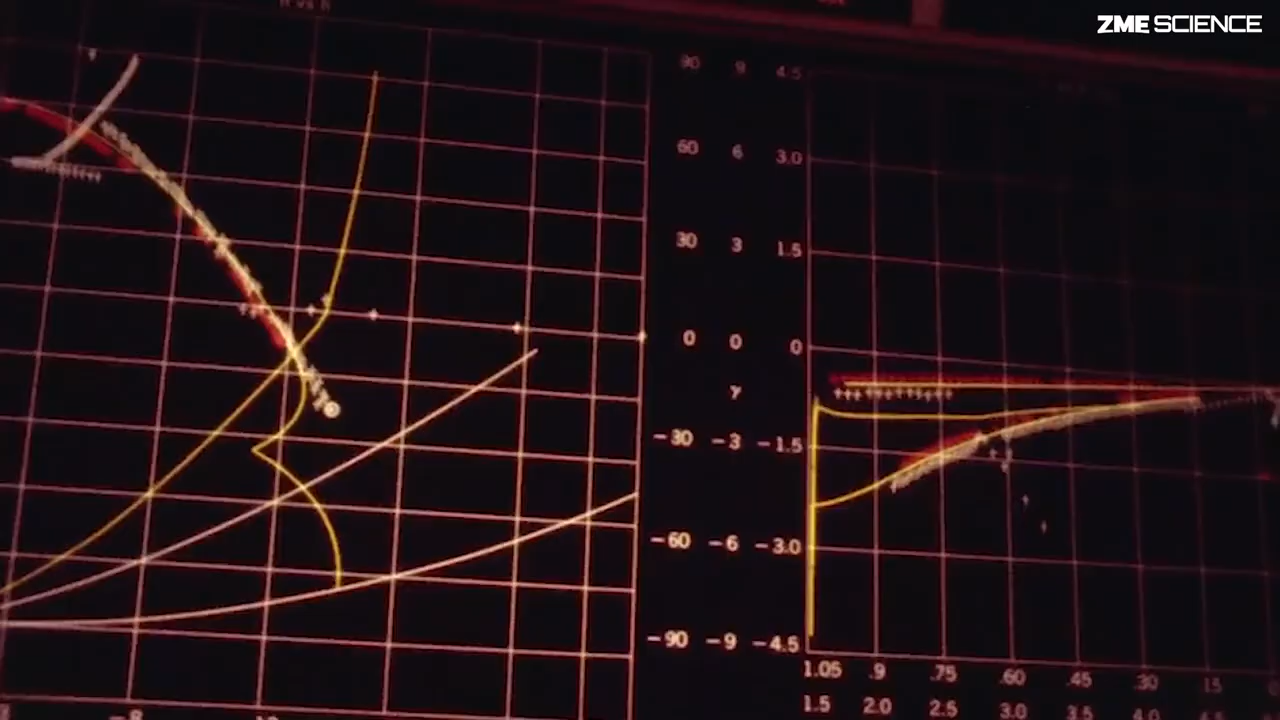 ZME SCIENCE
90 9 4.5
60 6 3.0
30 3 1.5
0 0 0
γ
-30 -3 -1.5
-60 -6 -3.0
-90 -9 -4.5
1.05 .9 .75 .60 .45 .30 .15
1.5 2.0 2.5 3.0 3.5 4.0
-8